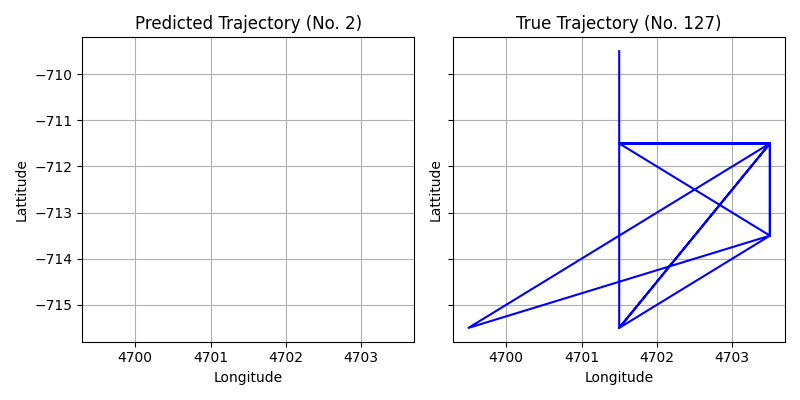 Predicted Trajectory (No. 2)
True Trajectory (No. 127)
Lattitude
−710
−711
−712
−713
−714
−715
4700 4701 4702 4703
Longitude
Lattitude
4700 4701 4702 4703
Longitude